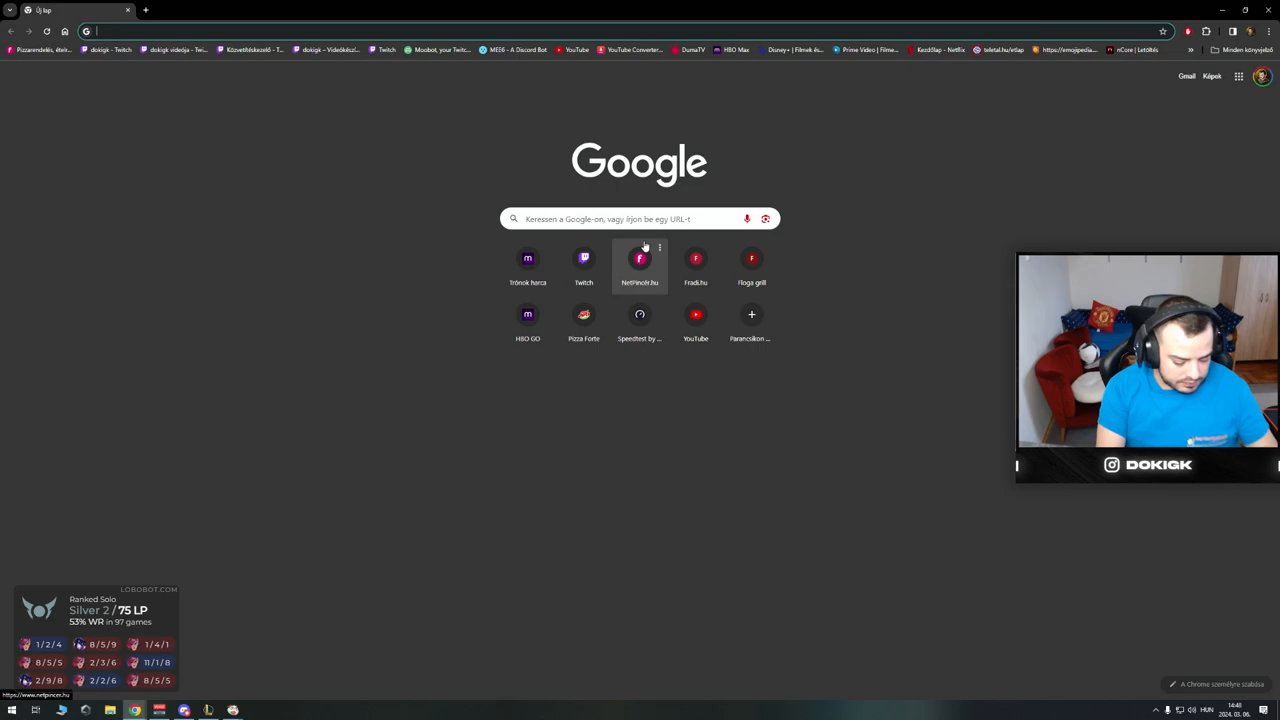 Új lap
Pizzarendelés, ételr...
dokigk - Twitch
dokigk videója - Twi...
Közvetítéskezelő - T...
dokigk – Videókészí...
Twitch
Moobot, your Twitc...
MEE6 - A Discord Bot
YouTube
YouTube Converter...
DumaTV
HBO Max
Disney+ | Filmek és...
Prime Video | Filme...
Kezdőlap - Netflix
teletal.hu/etlap
https://emojipedia....
nCore | Letöltés
»
Minden könyvjelző
Gmail
Képek
Google
Keressen a Google-on, vagy írjon be egy URL-t
Trónok harca
Twitch
NetPincér.hu
Fradi.hu
Floga grill
HBO GO
Pizza Forte
Speedtest by ...
YouTube
Parancsikon ...
DOKIGK
LOBOBOT.COM
Ranked Solo
Silver 2 / 75 LP
53% WR in 97 games
1/2/4
8/5/9
1/4/1
8/5/5
2/3/6
11/1/8
2/9/8
2/2/6
8/5/5
https://www.netpincer.hu
A Chrome személyre szabása
HUN
14:48
2024. 03. 06.